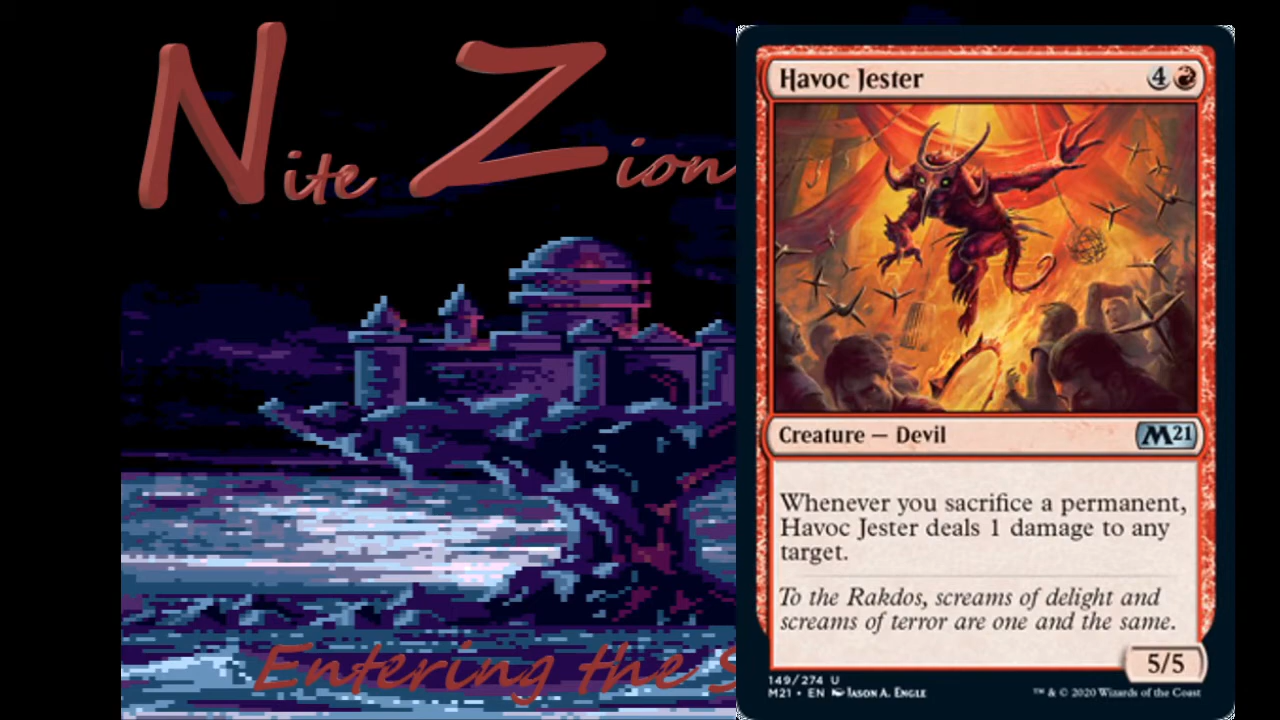 Nite Zion
Entering the S
Havoc Jester
4
Creature — Devil
M21
Whenever you sacrifice a permanent,
Havoc Jester deals 1 damage to any
target.
To the Rakdos, screams of delight and
screams of terror are one and the same.
5/5
149/274 U
M21 • EN Jason A. Engle
™ & © 2020 Wizards of the Coast